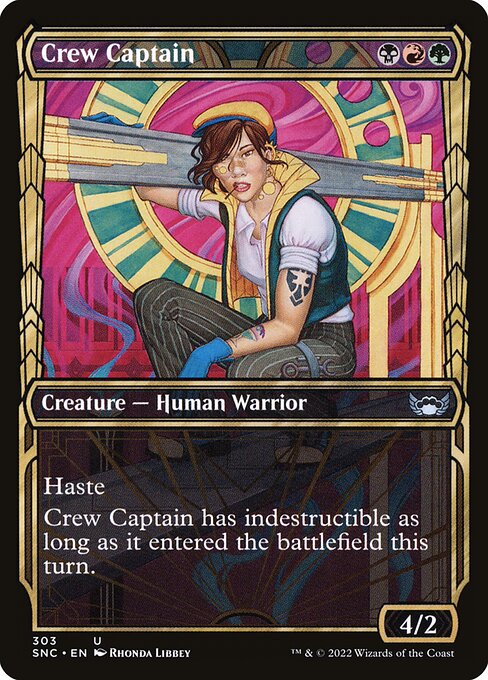 Crew Captain
Creature — Human Warrior
Haste
Crew Captain has indestructible as
long as it entered the battlefield this
turn.
4/2
303 U
SNC • EN Rhonda Libbey
™ & © 2022 Wizards of the Coast